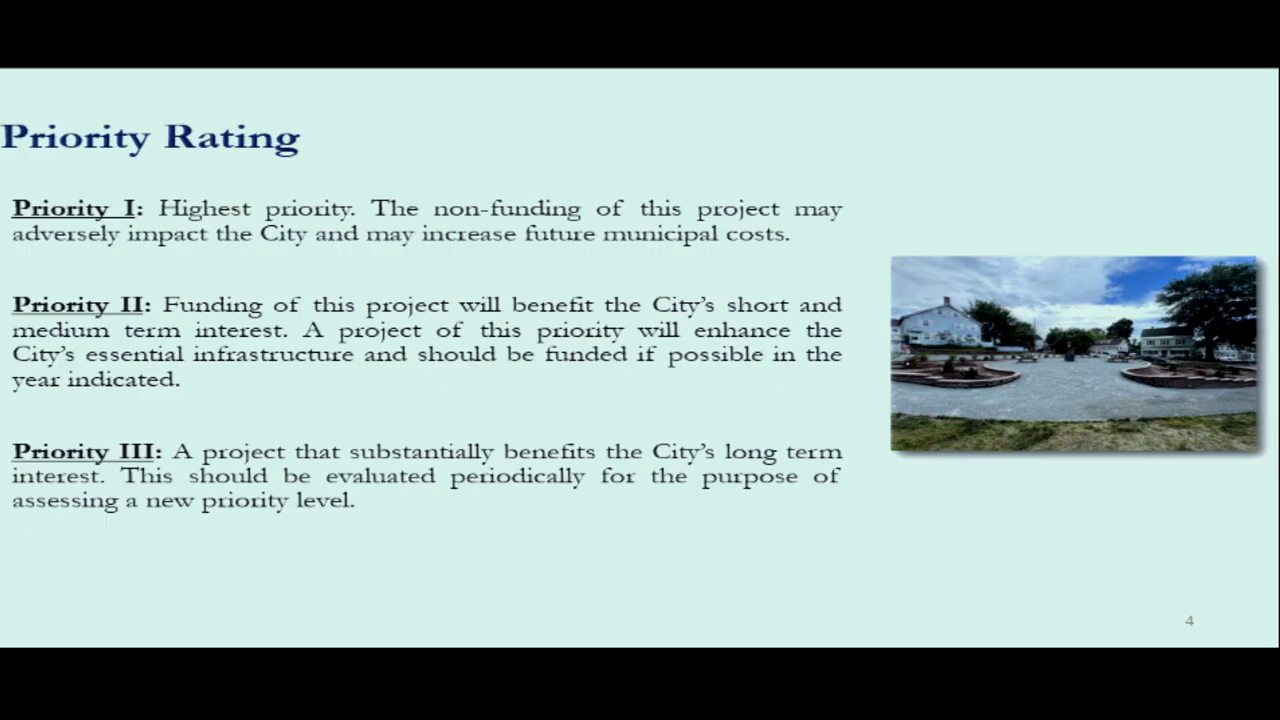 Priority Rating
Priority I: Highest priority. The non-funding of this project may
adversely impact the City and may increase future municipal costs.
Priority II: Funding of this project will benefit the City's short and
medium term interest. A project of this priority will enhance the
City's essential infrastructure and should be funded if possible in the
year indicated.
Priority III: A project that substantially benefits the City's long term
interest. This should be evaluated periodically for the purpose of
assessing a new priority level.
4